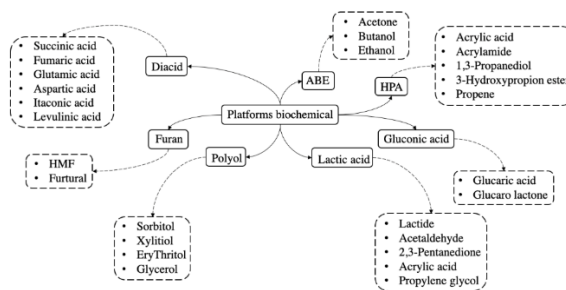 Succinic acid
Fumaric acid
Glutamic acid
Aspartic acid
Itaconic acid
Levulinic acid
Diacid
Acetone
Butanol
Ethanol
ABE
Acrylic acid
Acrylamide
1,3-Propanediol
3-Hydroxypropion ester
Propene
HPA
Platforms biochemical
Furan
HMF
Furtural
Polyol
Sorbitol
Xylitiol
EryThritol
Glycerol
Lactic acid
Lactide
Acetaldehyde
2,3-Pentanedione
Acrylic acid
Propylene glycol
Gluconic acid
Glucaric acid
Glucaro lactone